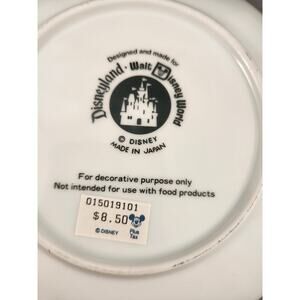 Designed and made for
Disneyland · Walt Disney World
© DISNEY
MADE IN JAPAN
For decorative purpose only
Not intended for use with food products
015019101
$8.50
© DISNEY
Plus
Tax